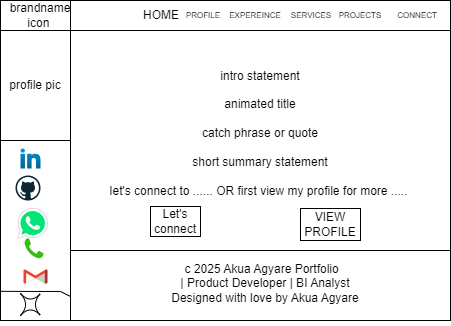 brandname
icon
HOME PROFILE EXPEREINCE SERVICES PROJECTS CONNECT
profile pic
intro statement
animated title
catch phrase or quote
short summary statement
let's connect to ...... OR first view my profile for more .....
Let's
connect
VIEW
PROFILE
in
c 2025 Akua Agyare Portfolio
| Product Developer | BI Analyst
Designed with love by Akua Agyare